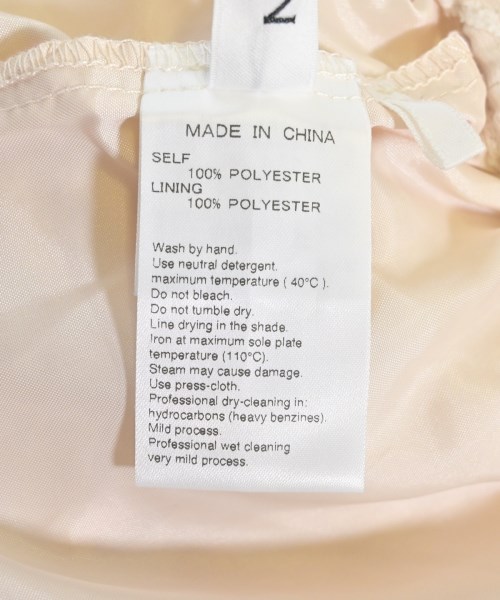 MADE IN CHINA
SELF
100% POLYESTER
LINING
100% POLYESTER
Wash by hand.
Use neutral detergent.
maximum temperature ( 40°C ).
Do not bleach.
Do not tumble dry.
Line drying in the shade.
Iron at maximum sole plate
temperature (110°C).
Steam may cause damage.
Use press-cloth.
Professional dry-cleaning in:
hydrocarbons (heavy benzines).
Mild process.
Professional wet cleaning
very mild process.